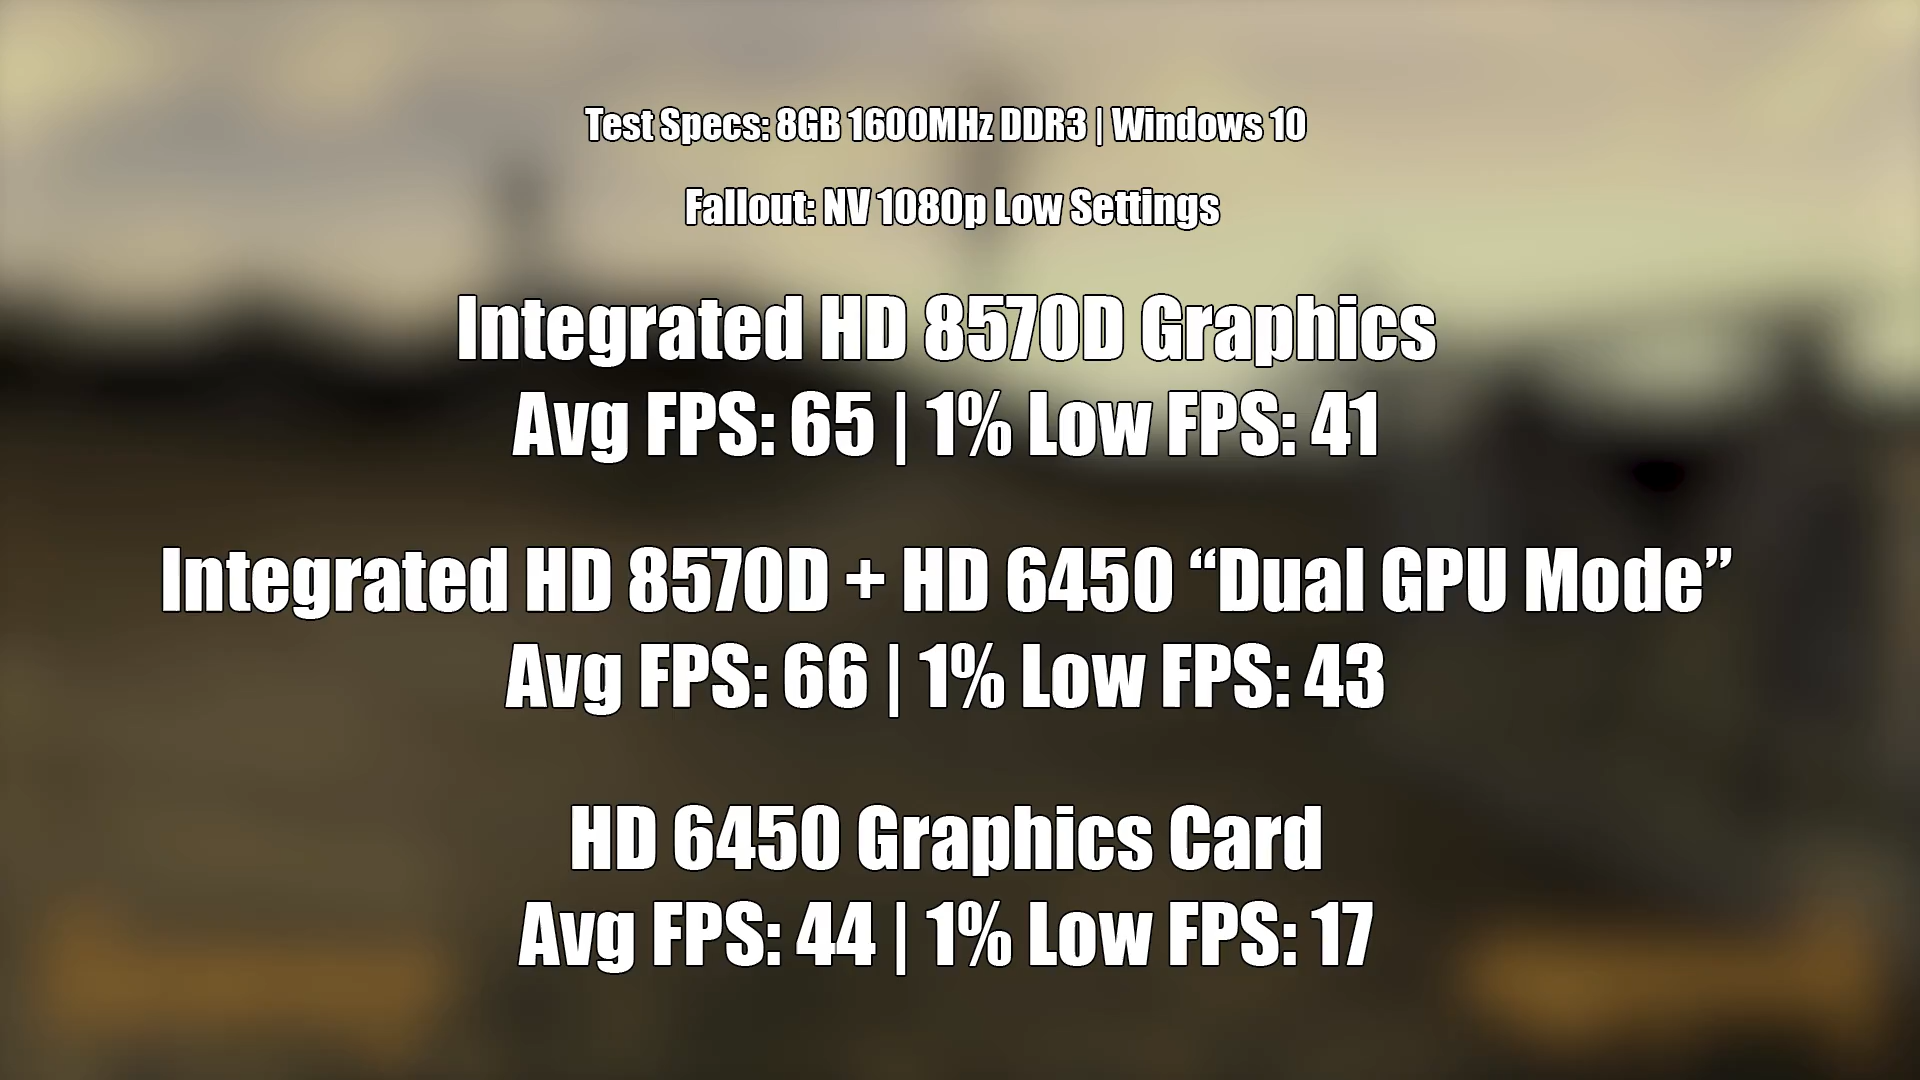 Test Specs: 8GB 1600MHz DDR3 | Windows 10
Fallout: NV 1080p Low Settings
Integrated HD 8570D Graphics
Avg FPS: 65 | 1% Low FPS: 41
Integrated HD 8570D + HD 6450 “Dual GPU Mode”
Avg FPS: 66 | 1% Low FPS: 43
HD 6450 Graphics Card
Avg FPS: 44 | 1% Low FPS: 17